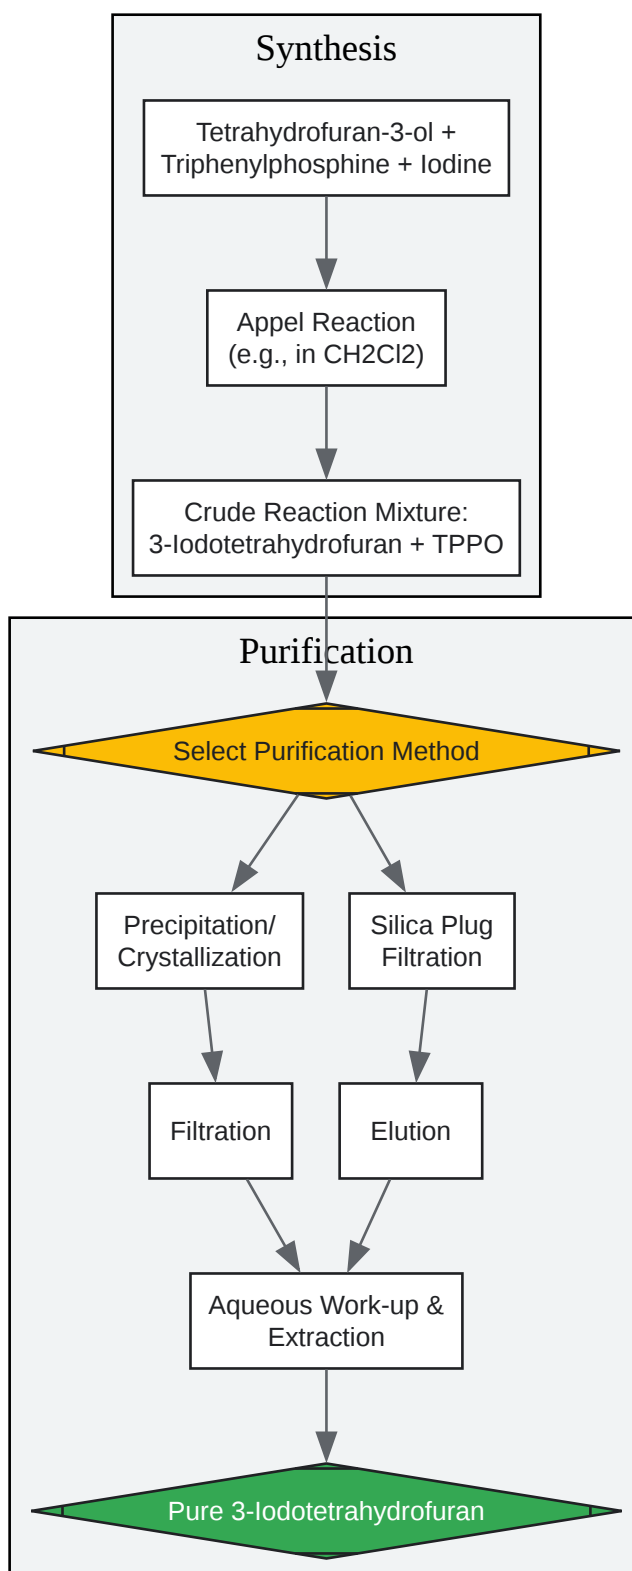 Synthesis
Tetrahydrofuran-3-ol +
Triphenylphosphine + Iodine
Appel Reaction
(e.g., in CH2Cl2)
Crude Reaction Mixture:
3-Iodotetrahydrofuran + TPPO
Purification
Select Purification Method
Precipitation/
Crystallization
Silica Plug
Filtration
Filtration
Elution
Aqueous Work-up &
Extraction
Pure 3-Iodotetrahydrofuran